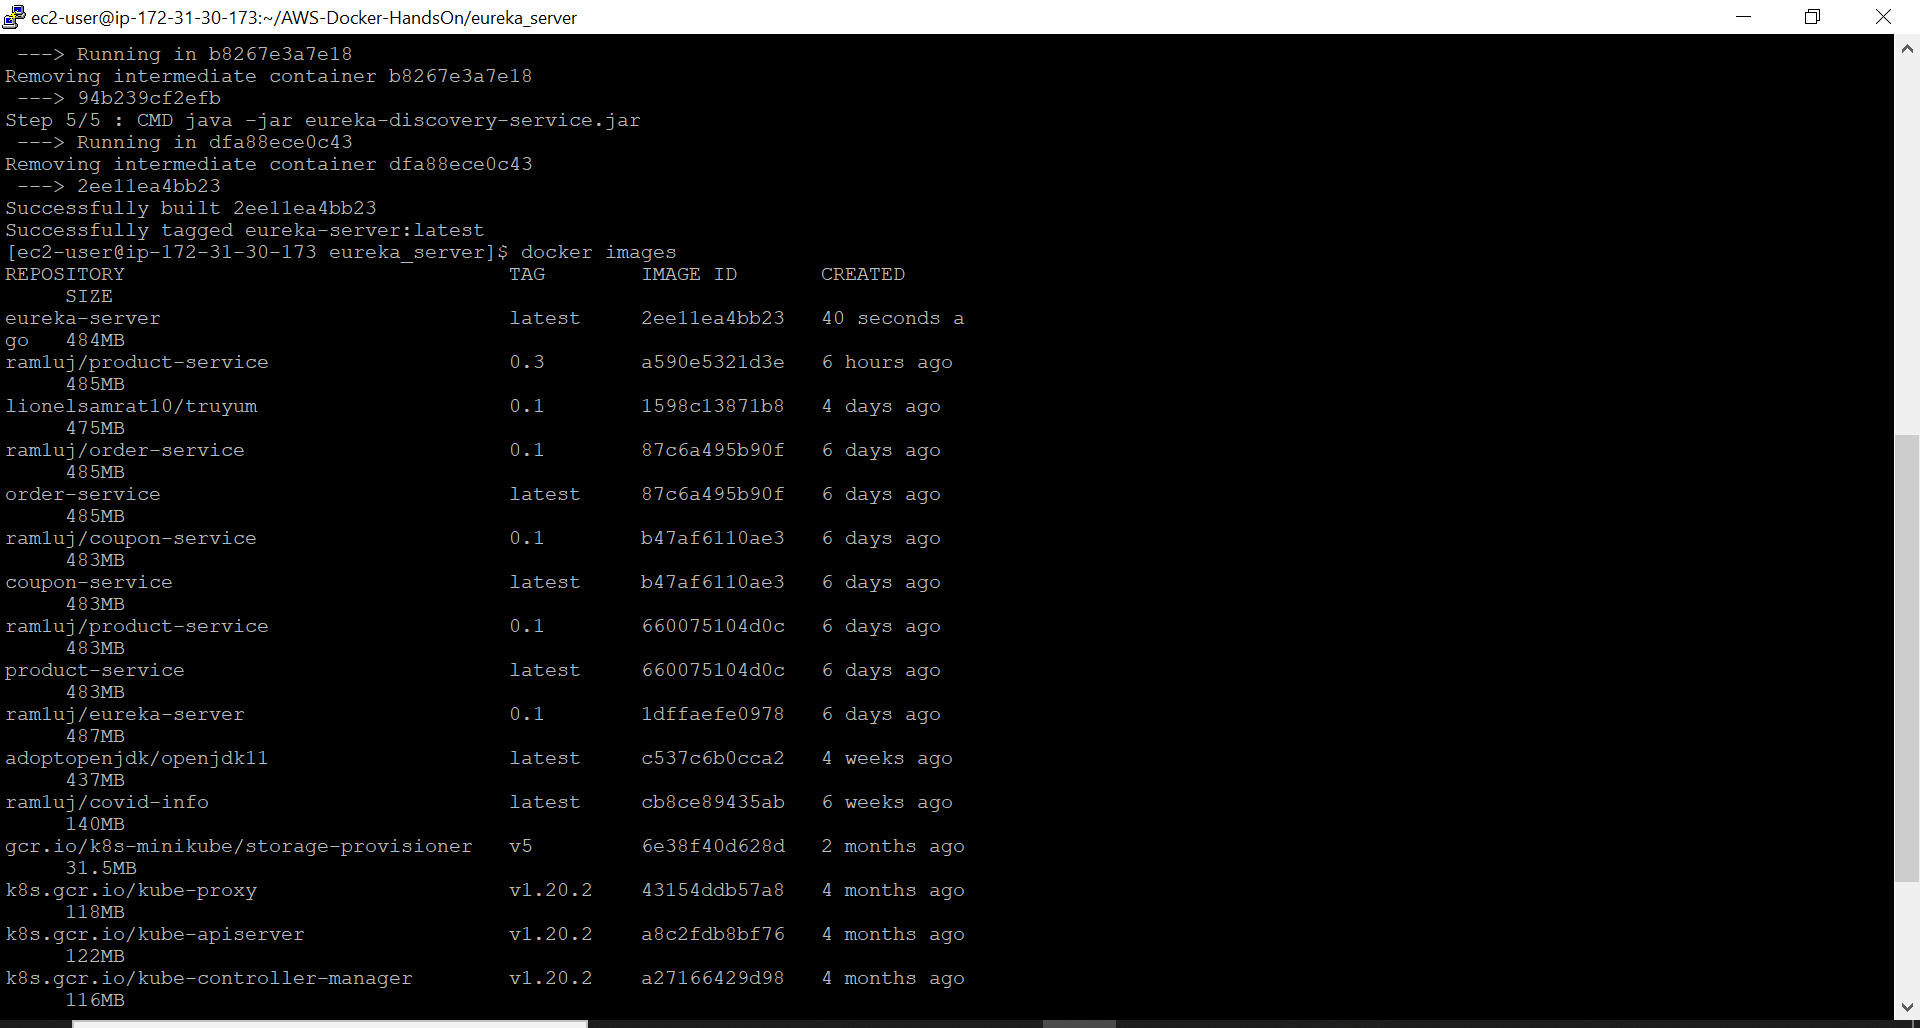 ec2-user@ip-172-31-30-173:~/AWS-Docker-HandsOn/eureka_server
 ---> Running in b8267e3a7e18
Removing intermediate container b8267e3a7e18
 ---> 94b239cf2efb
Step 5/5 : CMD java -jar eureka-discovery-service.jar
 ---> Running in dfa88ece0c43
Removing intermediate container dfa88ece0c43
 ---> 2ee11ea4bb23
Successfully built 2ee11ea4bb23
Successfully tagged eureka-server:latest
[ec2-user@ip-172-31-30-173 eureka_server]$ docker images
REPOSITORY                                TAG        IMAGE ID       CREATED
     SIZE
eureka-server                             latest     2ee11ea4bb23   40 seconds a
go   484MB
ram1uj/product-service                    0.3        a590e5321d3e   6 hours ago
     485MB
lionelsamrat10/truyum                     0.1        1598c13871b8   4 days ago
     475MB
ram1uj/order-service                      0.1        87c6a495b90f   6 days ago
     485MB
order-service                             latest     87c6a495b90f   6 days ago
     485MB
ram1uj/coupon-service                     0.1        b47af6110ae3   6 days ago
     483MB
coupon-service                            latest     b47af6110ae3   6 days ago
     483MB
ram1uj/product-service                    0.1        660075104d0c   6 days ago
     483MB
product-service                           latest     660075104d0c   6 days ago
     483MB
ram1uj/eureka-server                      0.1        1dffaefe0978   6 days ago
     487MB
adoptopenjdk/openjdk11                    latest     c537c6b0cca2   4 weeks ago
     437MB
ram1uj/covid-info                         latest     cb8ce89435ab   6 weeks ago
     140MB
gcr.io/k8s-minikube/storage-provisioner   v5         6e38f40d628d   2 months ago
     31.5MB
k8s.gcr.io/kube-proxy                     v1.20.2    43154ddb57a8   4 months ago
     118MB
k8s.gcr.io/kube-apiserver                 v1.20.2    a8c2fdb8bf76   4 months ago
     122MB
k8s.gcr.io/kube-controller-manager        v1.20.2    a27166429d98   4 months ago
     116MB